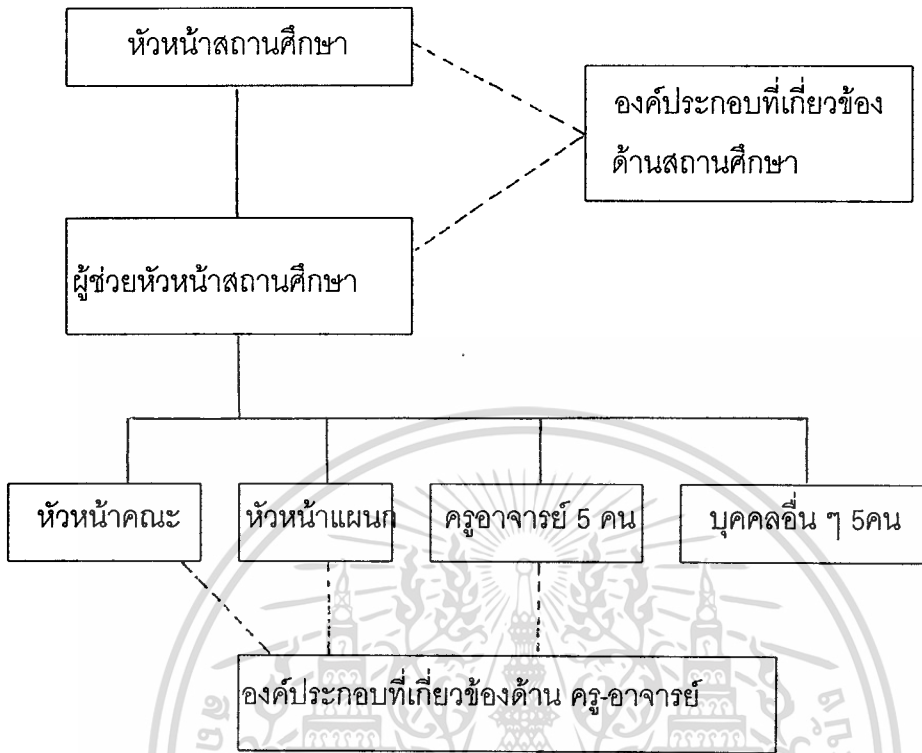 หัวหน้าสถานศึกษา
องค์ประกอบที่เกี่ยวข้อง
ด้านสถานศึกษา
ผู้ช่วยหัวหน้าสถานศึกษา
หัวหน้าคณะ
หัวหน้าแผนก
ครูอาจารย์ 5 คน
บุคคลอื่น ๆ 5คน
องค์ประกอบที่เกี่ยวข้องด้าน ครู-อาจารย์